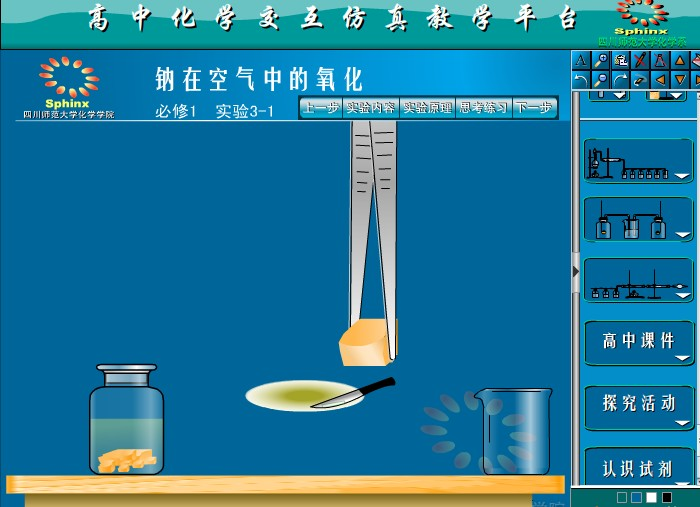 高中化学交互仿真教学平台
Sphinx
四川师范大学化学系
Sphinx
四川师范大学化学学院
钠在空气中的氧化
必修1 实验3-1
上一步 实验内容 实验原理 思考练习 下一步
高中课件
探究活动
认识试剂